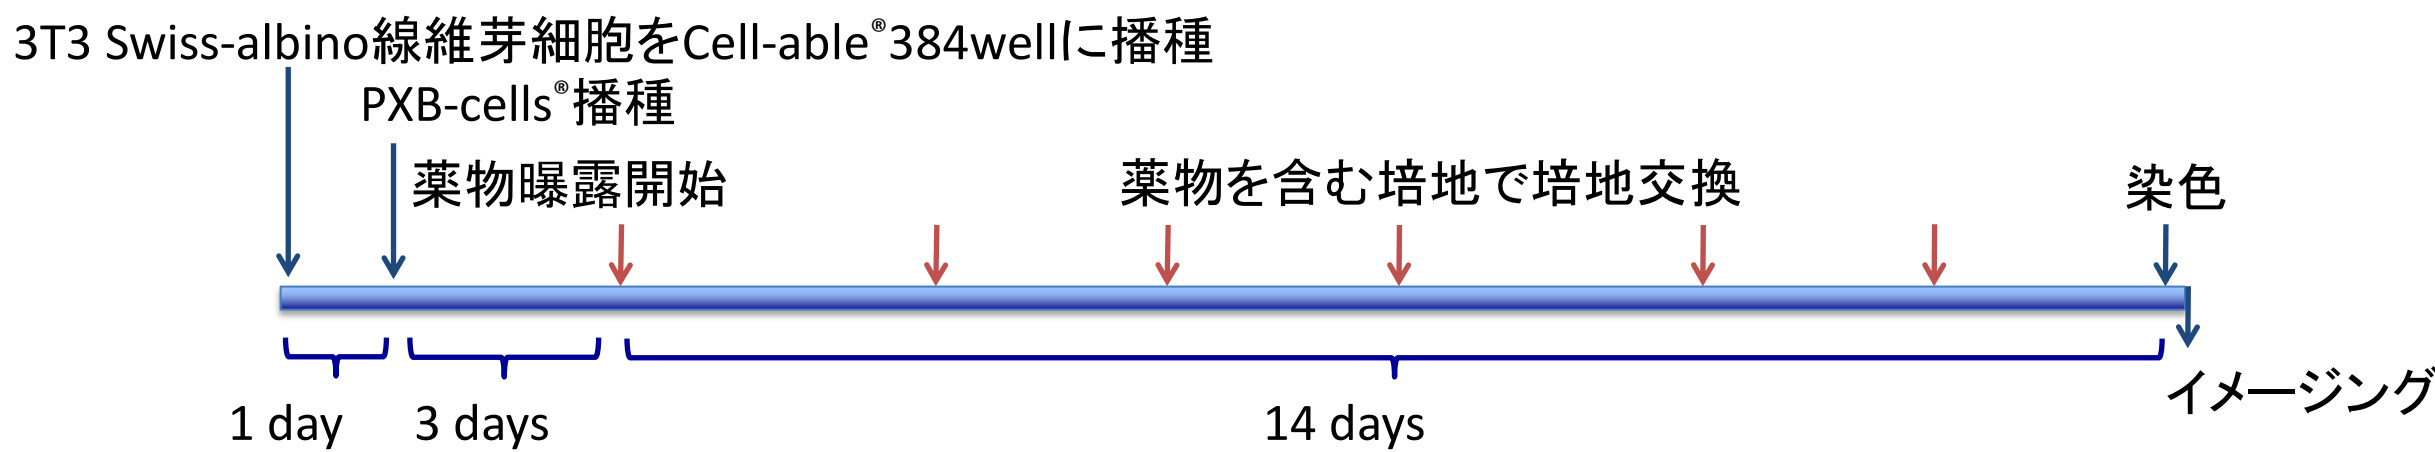 3T3 Swiss-albino線維芽細胞をCell-able®384wellに播種
PXB-cells®播種
薬物曝露開始
薬物を含む培地で培地交換
染色
1 day
3 days
14 days
イメージング